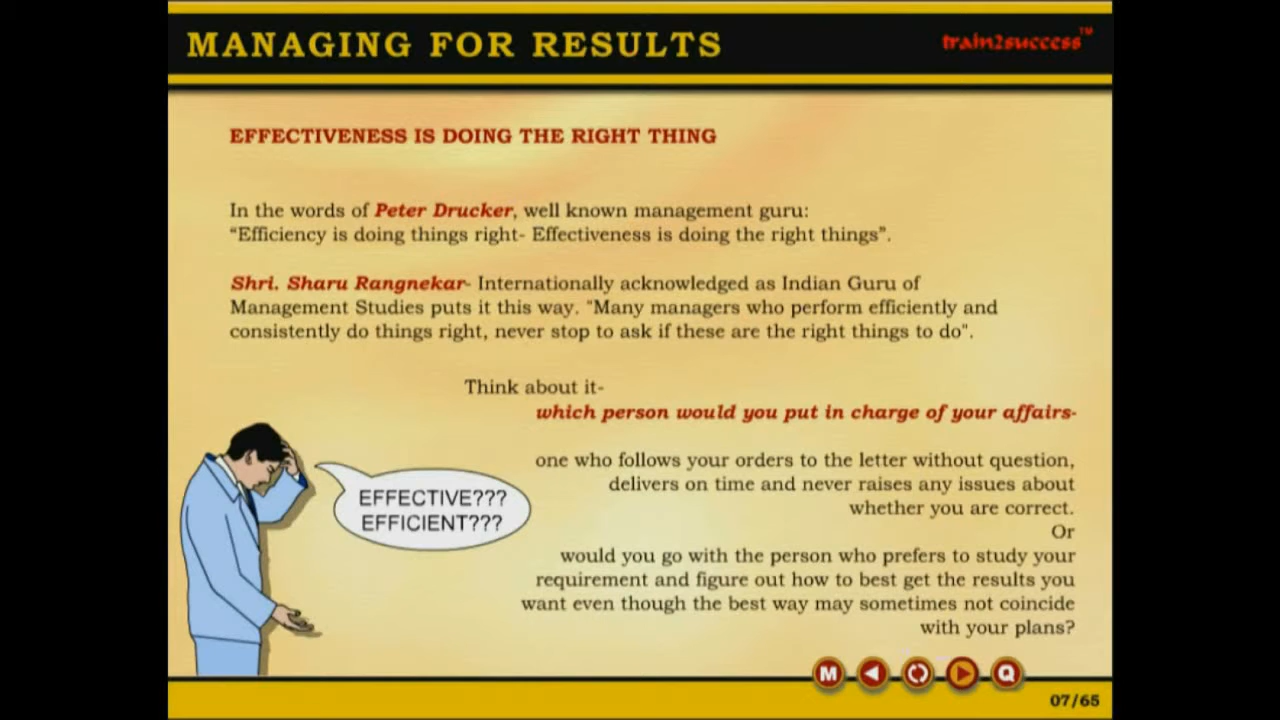 MANAGING FOR RESULTS
train2success™
EFFECTIVENESS IS DOING THE RIGHT THING
In the words of Peter Drucker, well known management guru:
“Efficiency is doing things right- Effectiveness is doing the right things”.
Shri. Sharu Rangnekar- Internationally acknowledged as Indian Guru of
Management Studies puts it this way. "Many managers who perform efficiently and
consistently do things right, never stop to ask if these are the right things to do".
Think about it-
which person would you put in charge of your affairs-
one who follows your orders to the letter without question,
delivers on time and never raises any issues about
whether you are correct.
Or
would you go with the person who prefers to study your
requirement and figure out how to best get the results you
want even though the best way may sometimes not coincide
with your plans?
EFFECTIVE???
EFFICIENT???
M Q
07/65